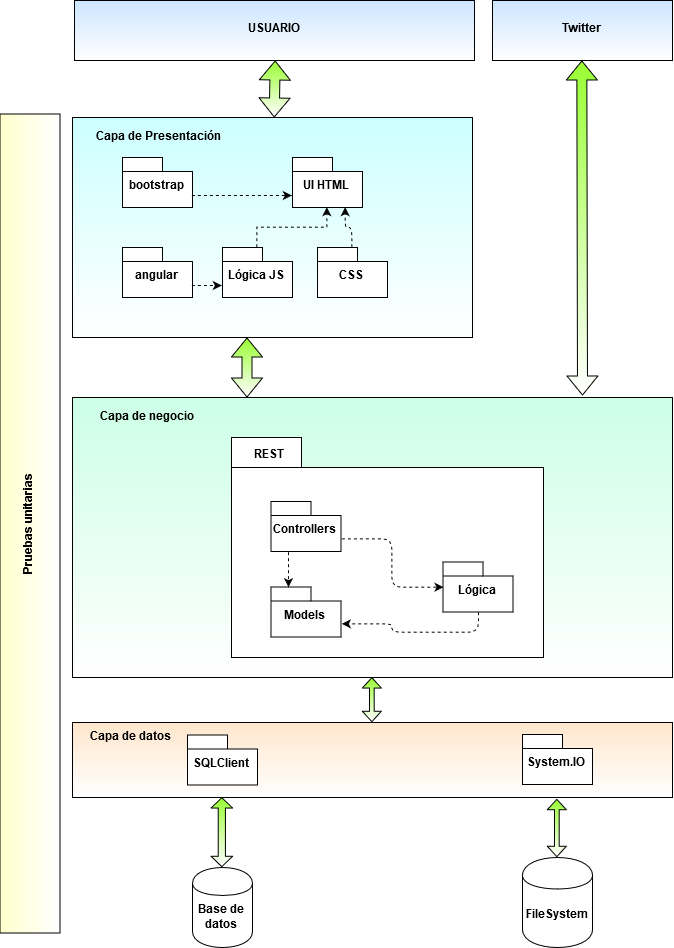 USUARIO
Twitter
Capa de Presentación
bootstrap
UI HTML
angular
Lógica JS
CSS
Capa de negocio
REST
Controllers
Lógica
Models
Pruebas unitarias
Capa de datos
SQLClient
System.IO
Base de
datos
FileSystem